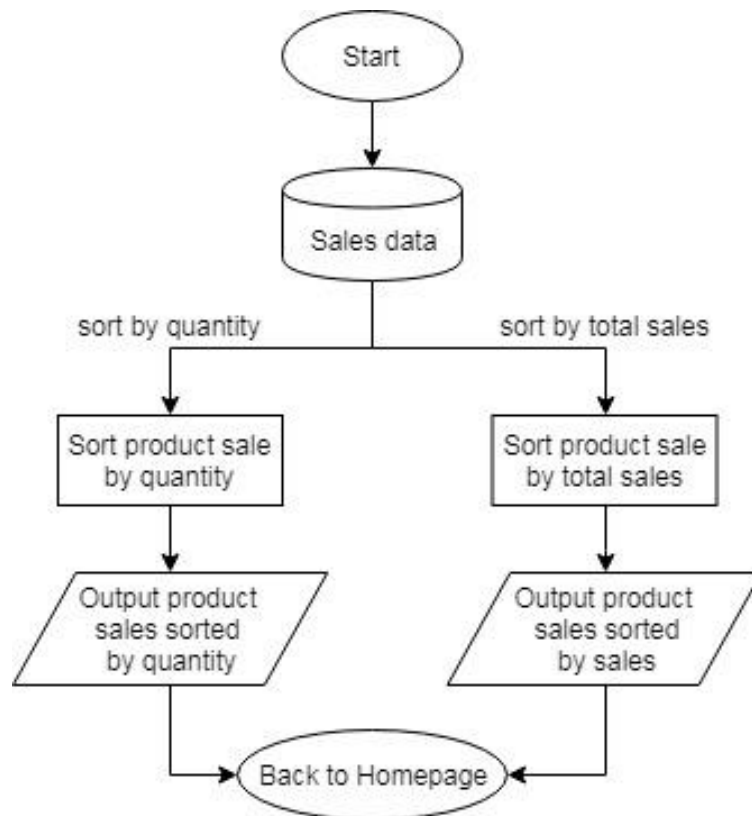 Start
Sales data
sort by quantity
sort by total sales
Sort product sale
by quantity
Sort product sale
by total sales
Output product
sales sorted
by quantity
Output product
sales sorted
by sales
Back to Homepage